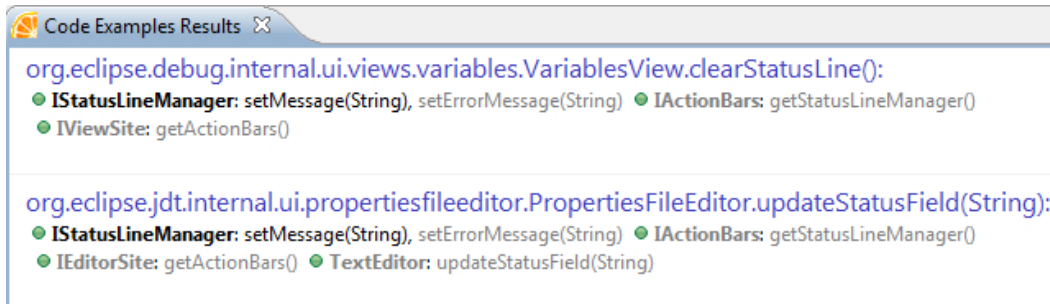 Code Examples Results
org.eclipse.debug.internal.ui.views.variables.VariablesView.clearStatusLine():
IStatusLineManager: setMessage(String), setErrorMessage(String) IActionBars: getStatusLineManager()
IViewSite: getActionBars()
org.eclipse.jdt.internal.ui.propertiesfileeditor.PropertiesFileEditor.updateStatusField(String):
IStatusLineManager: setMessage(String), setErrorMessage(String) IActionBars: getStatusLineManager()
IEditorSite: getActionBars() TextEditor: updateStatusField(String)